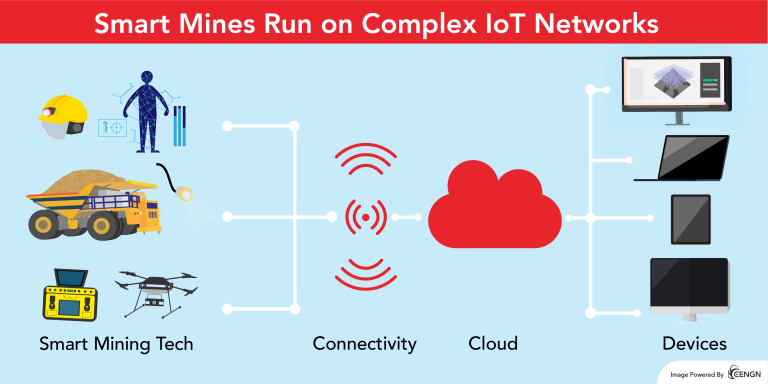 Smart Mines Run on Complex IoT Networks
Smart Mining Tech
Connectivity
Cloud
Devices
Image Powered By CENGN